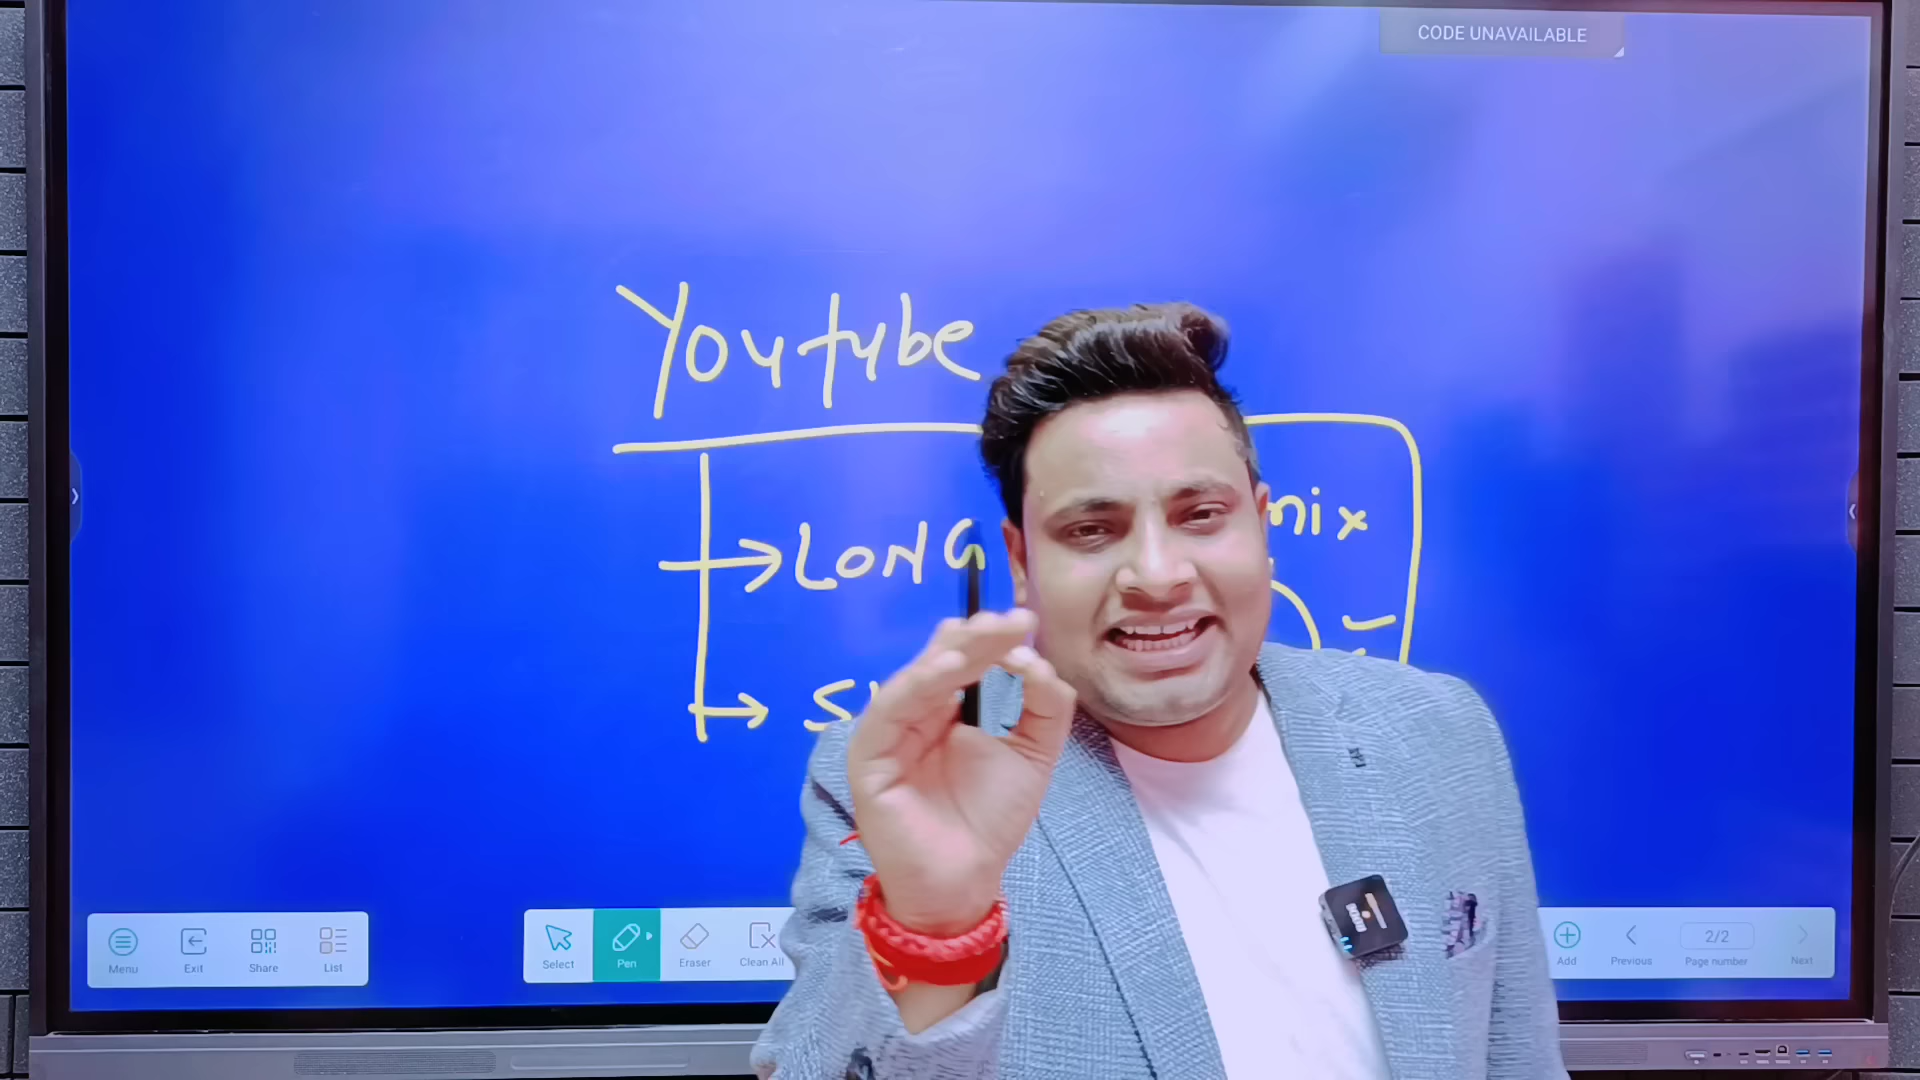 CODE UNAVAILABLE
Youtube
LONG
nix
Menu
Exit
Share
List
Select
Pen
Eraser
Clean All
Add
Previous
2/2
Page number
Next